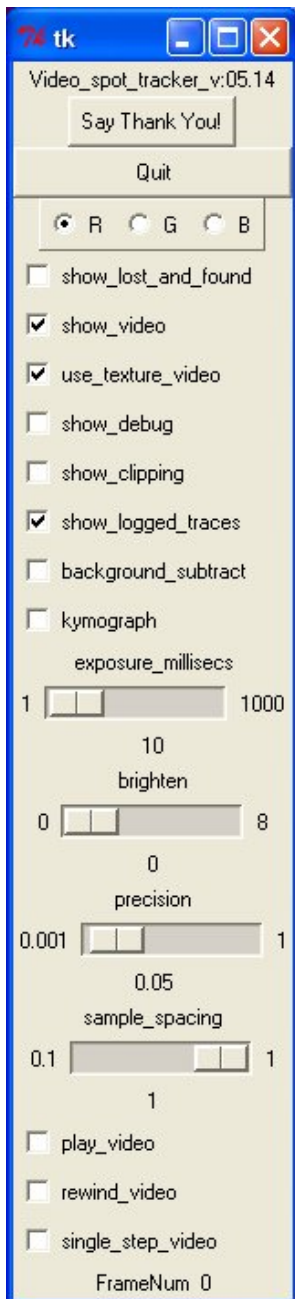 tk
Video_spot_tracker_v:05.14
Say Thank You!
Quit
R G B
show_lost_and_found
show_video
use_texture_video
show_debug
show_clipping
show_logged_traces
background_subtract
kymograph
exposure_millisecs
1 1000
10
brighten
0 8
0
precision
0.001 1
0.05
sample_spacing
0.1 1
1
play_video
rewind_video
single_step_video
FrameNum 0